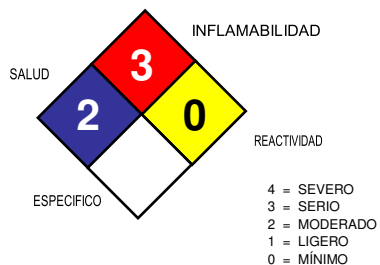 INFLAMABILIDAD
SALUD
3
2
0
REACTIVIDAD
ESPECIFICO
4 = SEVERO
3 = SERIO
2 = MODERADO
1 = LIGERO
0 = MÍNIMO